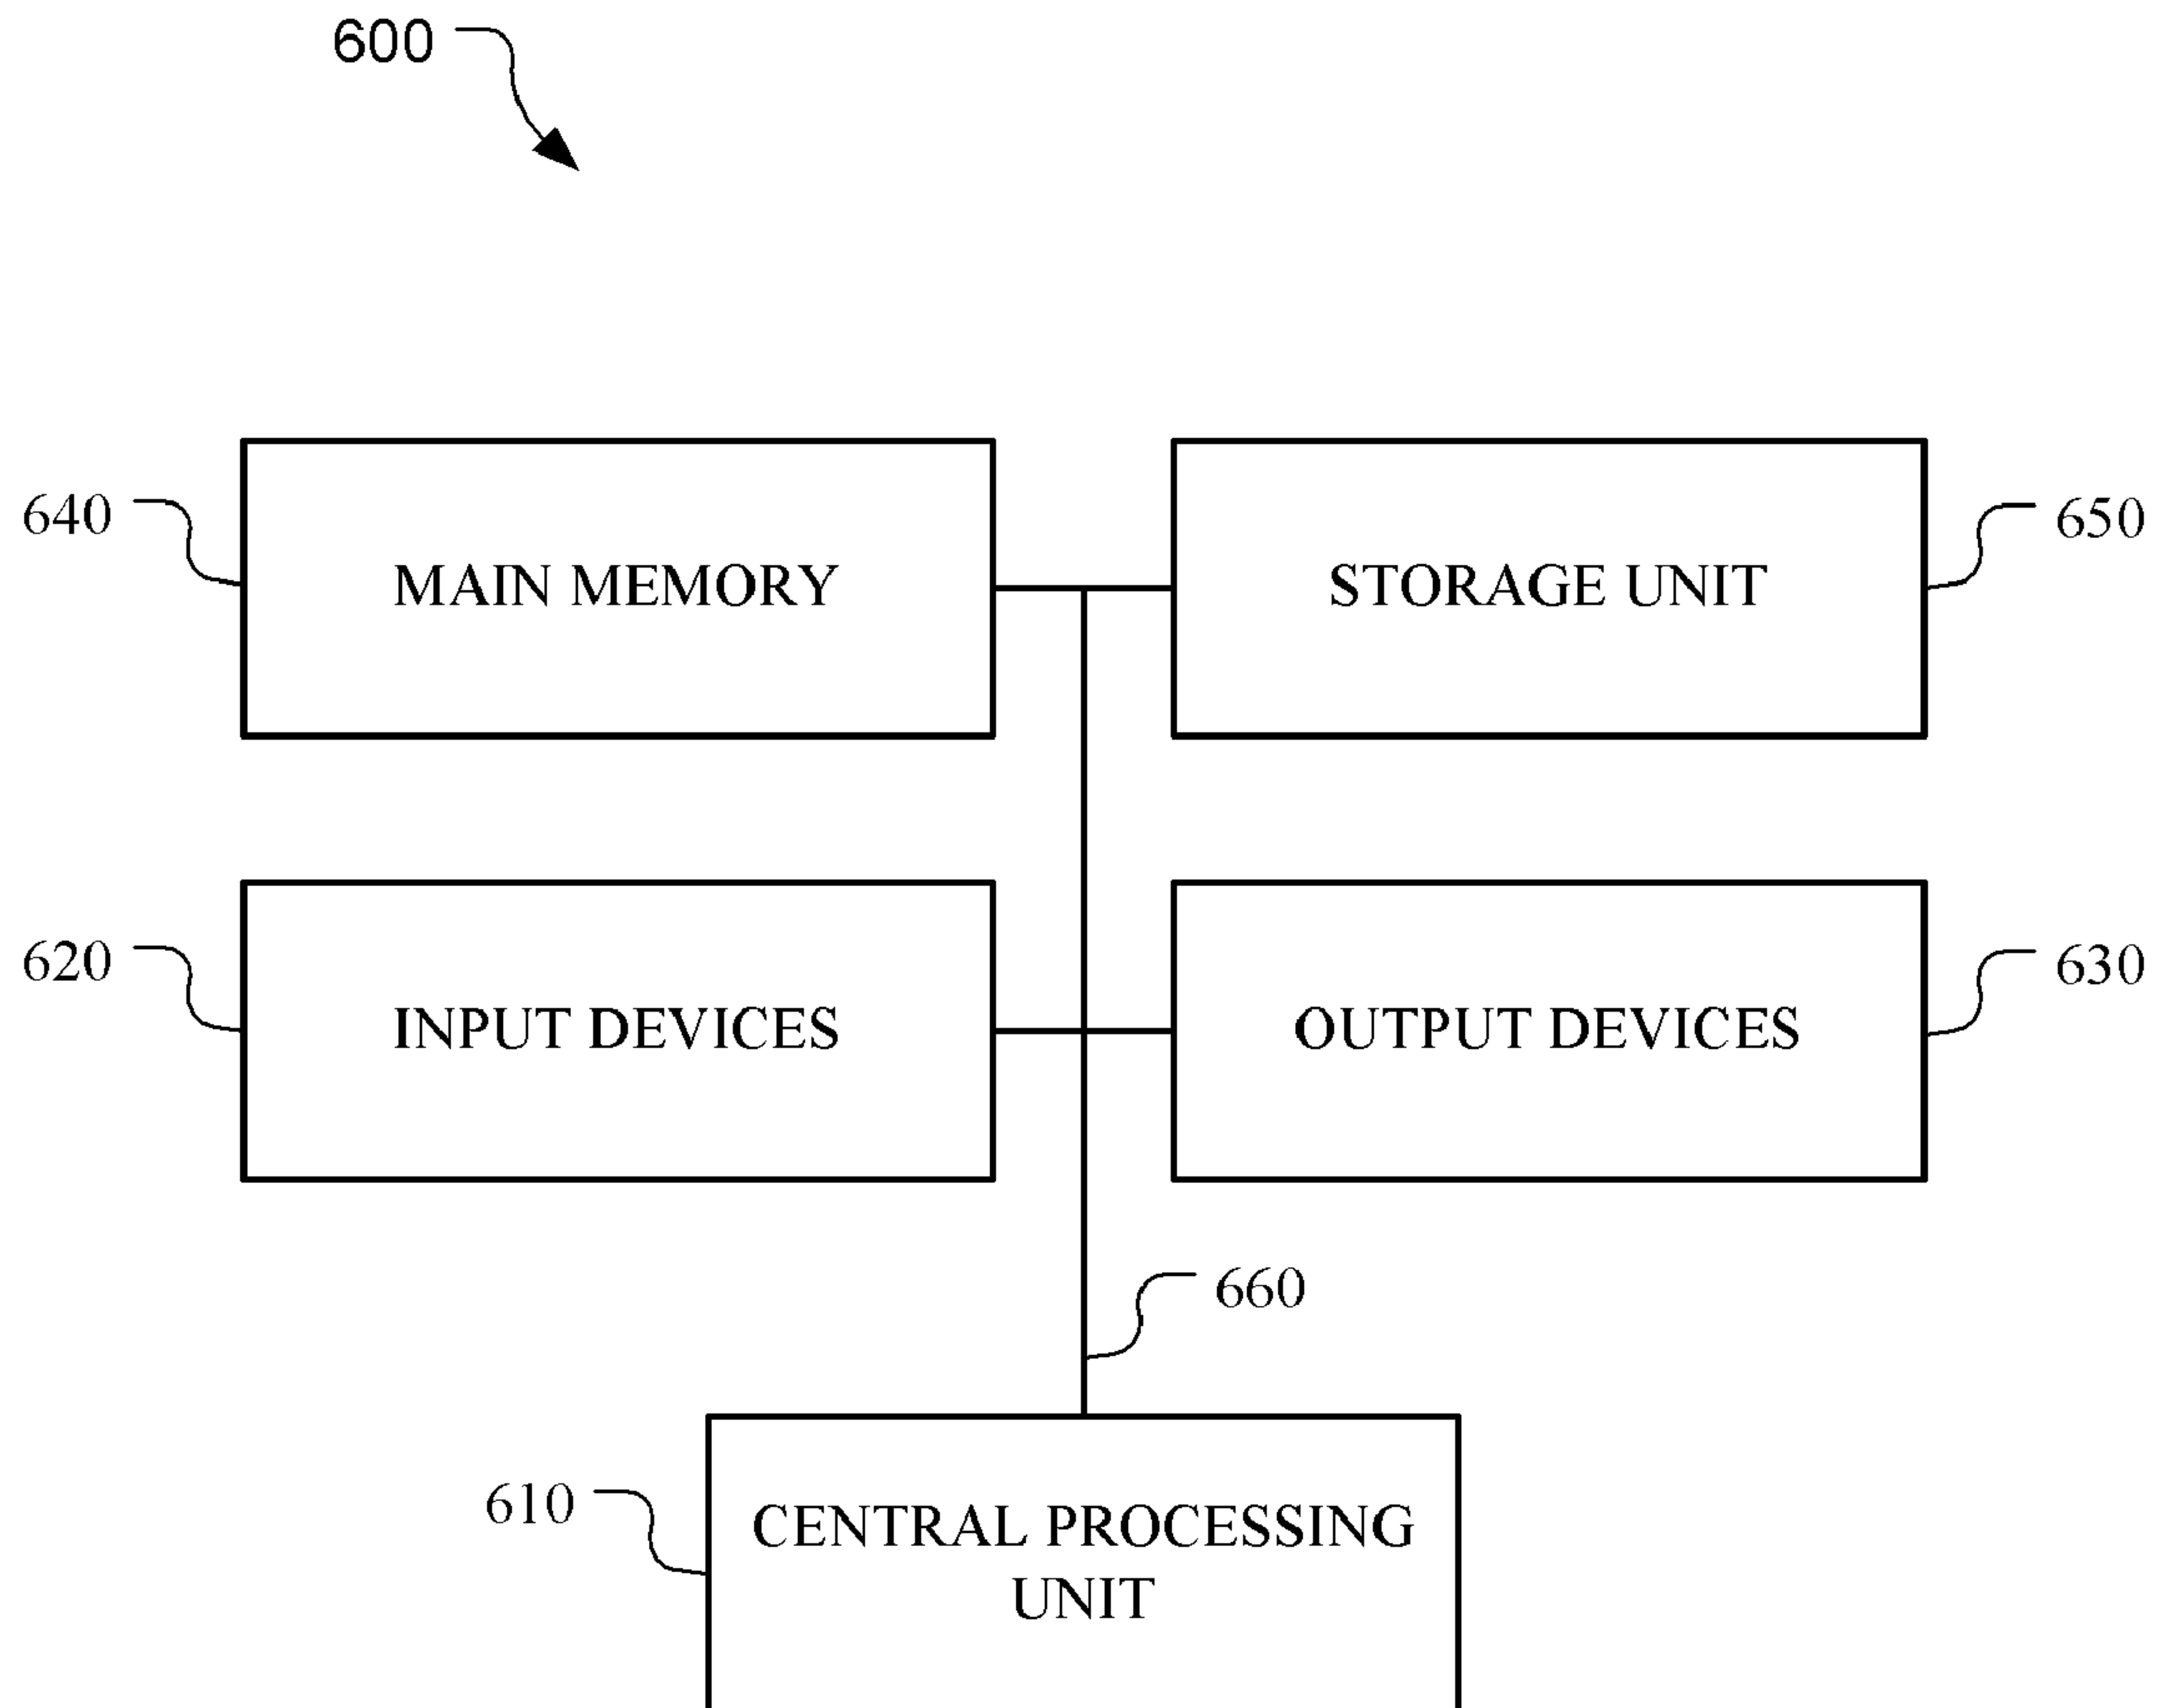 600
640
MAIN MEMORY
STORAGE UNIT
650
620
INPUT DEVICES
OUTPUT DEVICES
630
660
610
CENTRAL PROCESSING
UNIT